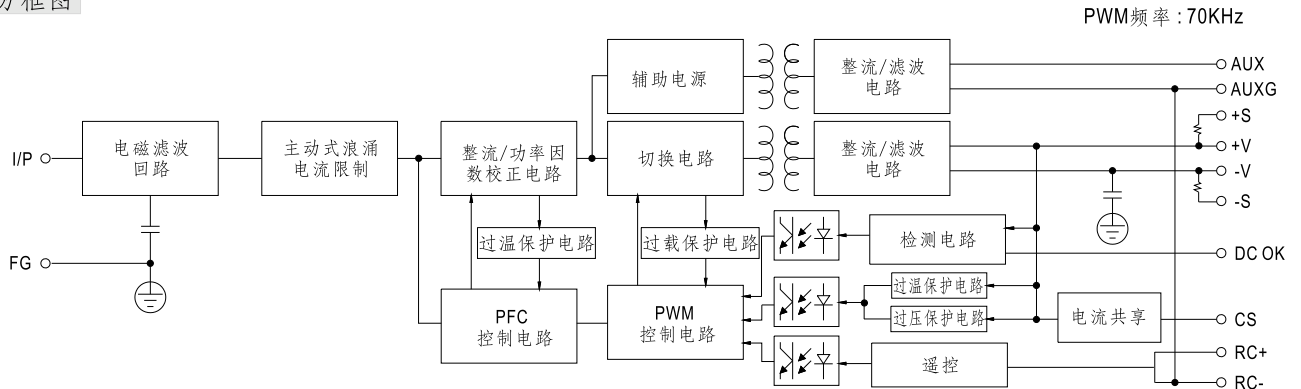 方框图
PWM频率 : 70KHz
辅助电源
整流/滤波
电路
AUX
AUXG
+S
I/P
电磁滤波
回路
主动式浪涌
电流限制
整流/功率因
数校正电路
切换电路
整流/滤波
电路
+V
-V
-S
过温保护电路
过载保护电路
检测电路
DC OK
FG
PFC
控制电路
PWM
控制电路
过温保护电路
过压保护电路
电流共享
CS
遥控
RC+
RC-